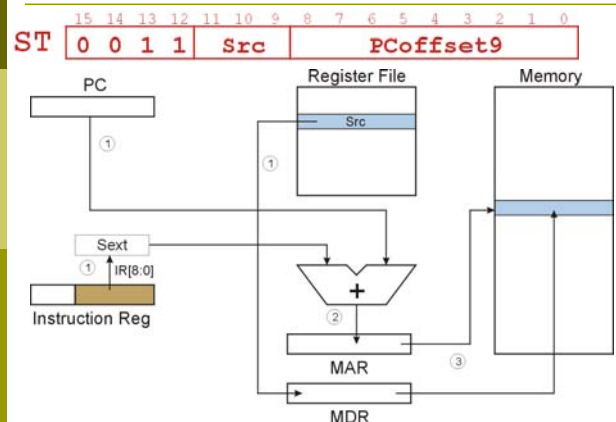 15 14 13 12 11 10 9 8 7 6 5 4 3 2 1 0
ST 0 0 1 1 Src PCoffset9
PC Register File Memory
Src
1 1
Sext
1 IR[8:0]
+
Instruction Reg
2
MAR 3
MDR